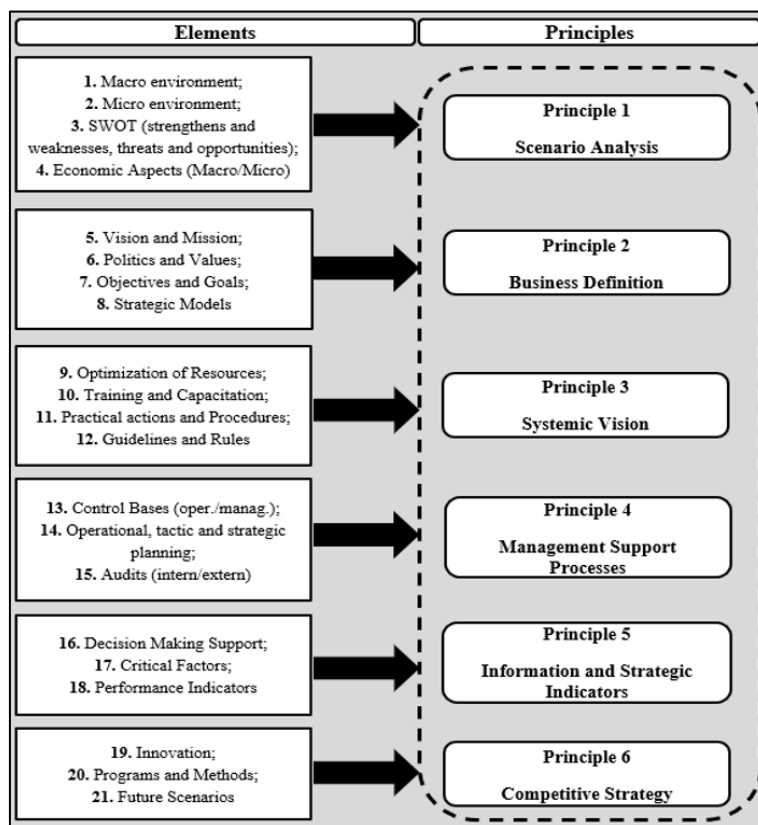 Elements
Principles
1. Macro environment;
2. Micro environment;
3. SWOT (strengthens and
weaknesses, threats and opportunities);
4. Economic Aspects (Macro/Micro)
Principle 1
Scenario Analysis
5. Vision and Mission;
6. Politics and Values;
7. Objectives and Goals;
8. Strategic Models
Principle 2
Business Definition
9. Optimization of Resources;
10. Training and Capacitation;
11. Practical actions and Procedures;
12. Guidelines and Rules
Principle 3
Systemic Vision
13. Control Bases (oper./manag.);
14. Operational, tactic and strategic
planning;
15. Audits (intern/extern)
Principle 4
Management Support
Processes
16. Decision Making Support;
17. Critical Factors;
18. Performance Indicators
Principle 5
Information and Strategic
Indicators
19. Innovation;
20. Programs and Methods;
21. Future Scenarios
Principle 6
Competitive Strategy